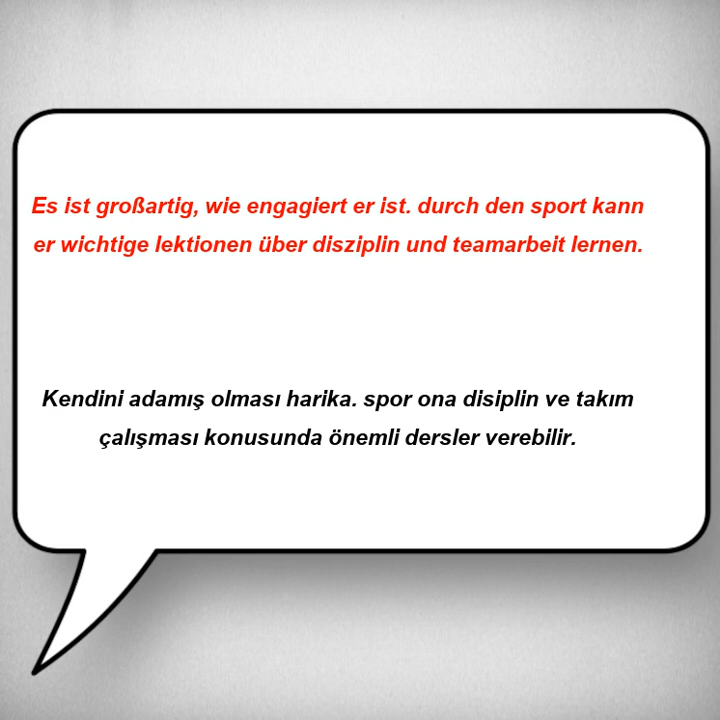 Es ist großartig, wie engagiert er ist. durch den sport kann
er wichtige lektionen über disziplin und teamarbeit lernen.
Kendini adamış olması harika. spor ona disiplin ve takım
çalışması konusunda önemli dersler verebilir.